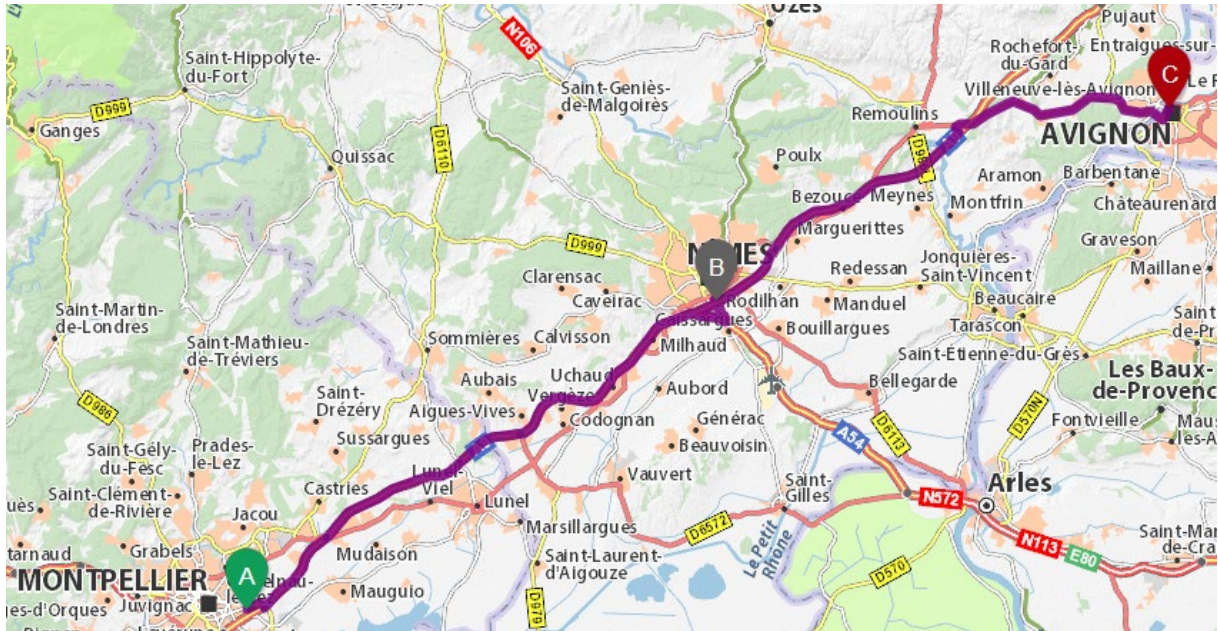 N106
UZES
Pujaut
Rochefort-
du-Gard
Entraigues-sur-
Saint-Hippolyte-
du-Fort
Saint-Geniès-
de-Malgoirès
Villeneuve-lès-Avignon
C
Le
D999
Ganges
Remoulins
AVIGNON
D6110
Quissac
Poulx
Aramon
Barbentane
Bezouce
Meynes
Montfrin
Châteaurenard
Marguerittes
D999
NIMES
B
Graveson
Clarensac
Redessan
Jonquières-
Saint-Vincent
Maillane
Caveirac
Rodilhan
Manduel
Beaucaire
Saint-Martin-
de-Londres
Caissargues
Bouillargues
Tarascon
Sommières
Calvisson
Milhaud
Saint-Étienne-du-Grès
Saint-Mathieu-
de-Tréviers
Aubais
Uchaud
Aubord
Bellegarde
Les Baux-
de-Provenc
Saint-
Drézéry
Vergèze
D986
Aigues-Vives
Codognan
Générac
D570N
Fontvieille
Saint-Gély-
du-Fesc
Prades-
le-Lez
Sussargues
Beauvoisin
A54
D6113
Lunel-
Viel
Vauvert
Saint-
Gilles
Arles
Saint-Clément-
de-Rivière
Castries
Lunel
N572
Jacou
Marsillargues
D6572
Le Petit
Rhône
N113
Grabels
Mudaison
Saint-Laurent-
d'Aigouze
E80
MONTPELLIER
A
D570
Juvignac
Mauguio
D979